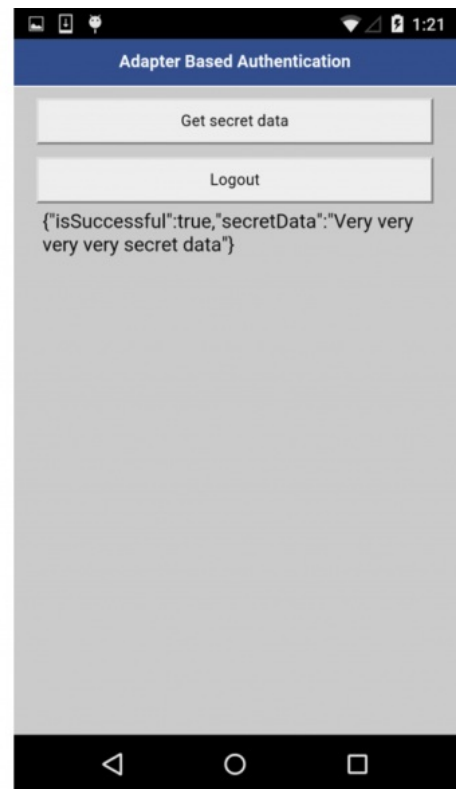 1:21
Adapter Based Authentication
Get secret data
Logout
{"isSuccessful":true,"secretData":"Very very
very very secret data"}